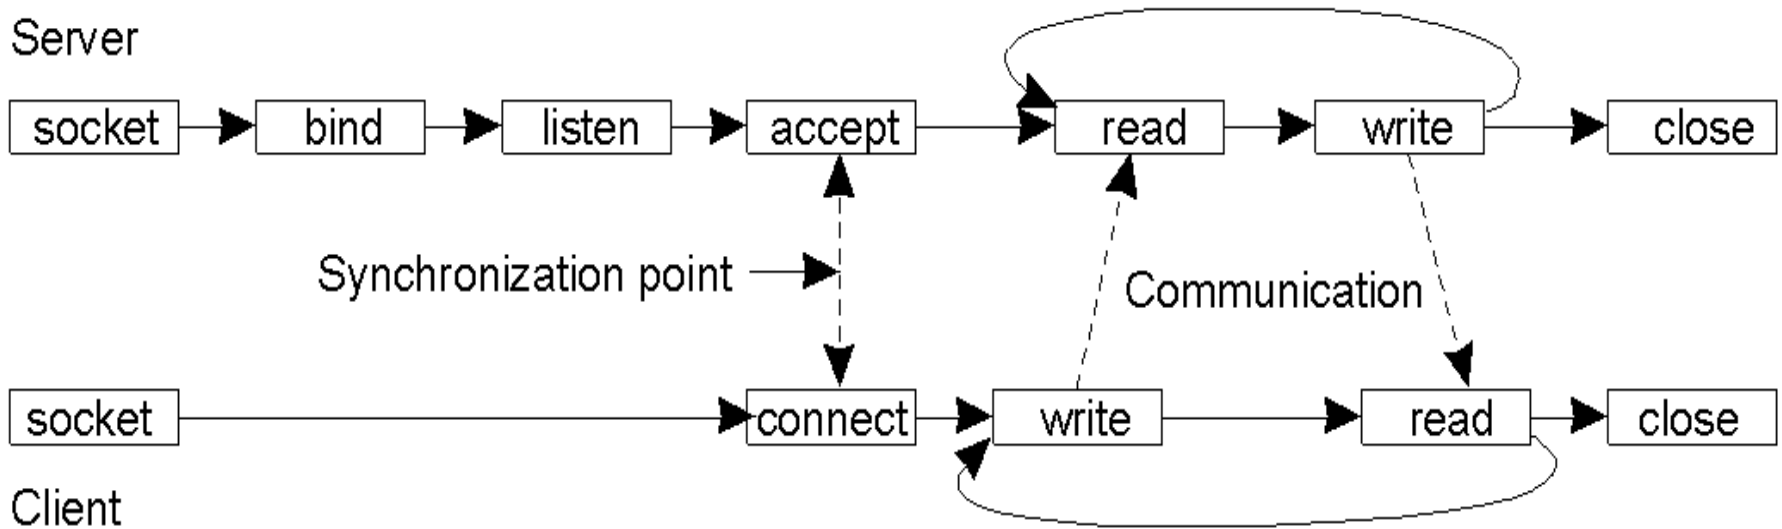 Server
socket bind listen accept read write close
Synchronization point
Communication
socket connect write read close
Client